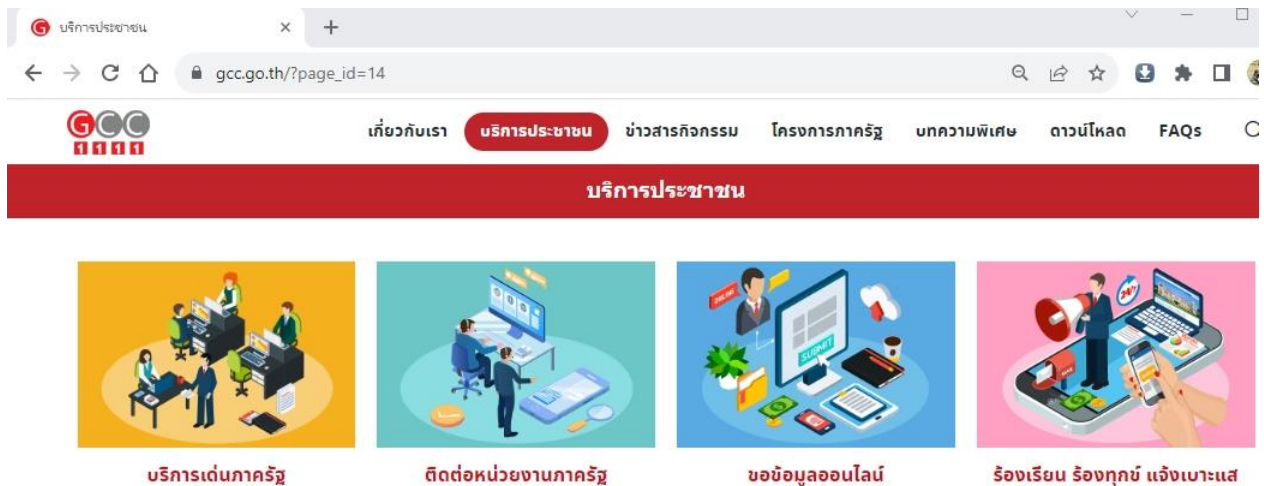 บริการประชาชน
gcc.go.th/?page_id=14
GCC
1111
เกี่ยวกับเรา บริการประชาชน ข่าวสารกิจกรรม โครงการภาครัฐ บทความพิเศษ ดาวน์โหลด FAQs
บริการประชาชน
ONLINE
SUBMIT
24/7
บริการเด่นภาครัฐ
ติดต่อหน่วยงานภาครัฐ
ขอข้อมูลออนไลน์
ร้องเรียน ร้องทุกข์ แจ้งเบาะแส